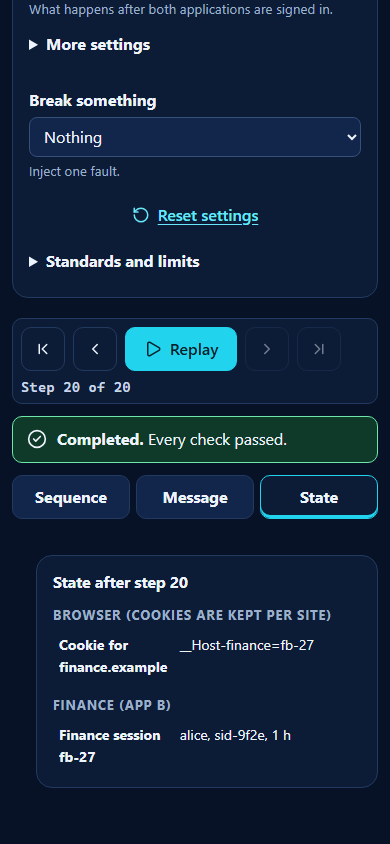 What happens after both applications are signed in.
More settings
Break something
Nothing
Inject one fault.
Reset settings
Standards and limits
Replay
Step 20 of 20
Completed. Every check passed.
Sequence
Message
State
State after step 20
BROWSER (COOKIES ARE KEPT PER SITE)
Cookie for finance.example
__Host-finance=fb-27
FINANCE (APP B)
Finance session fb-27
alice, sid-9f2e, 1 h